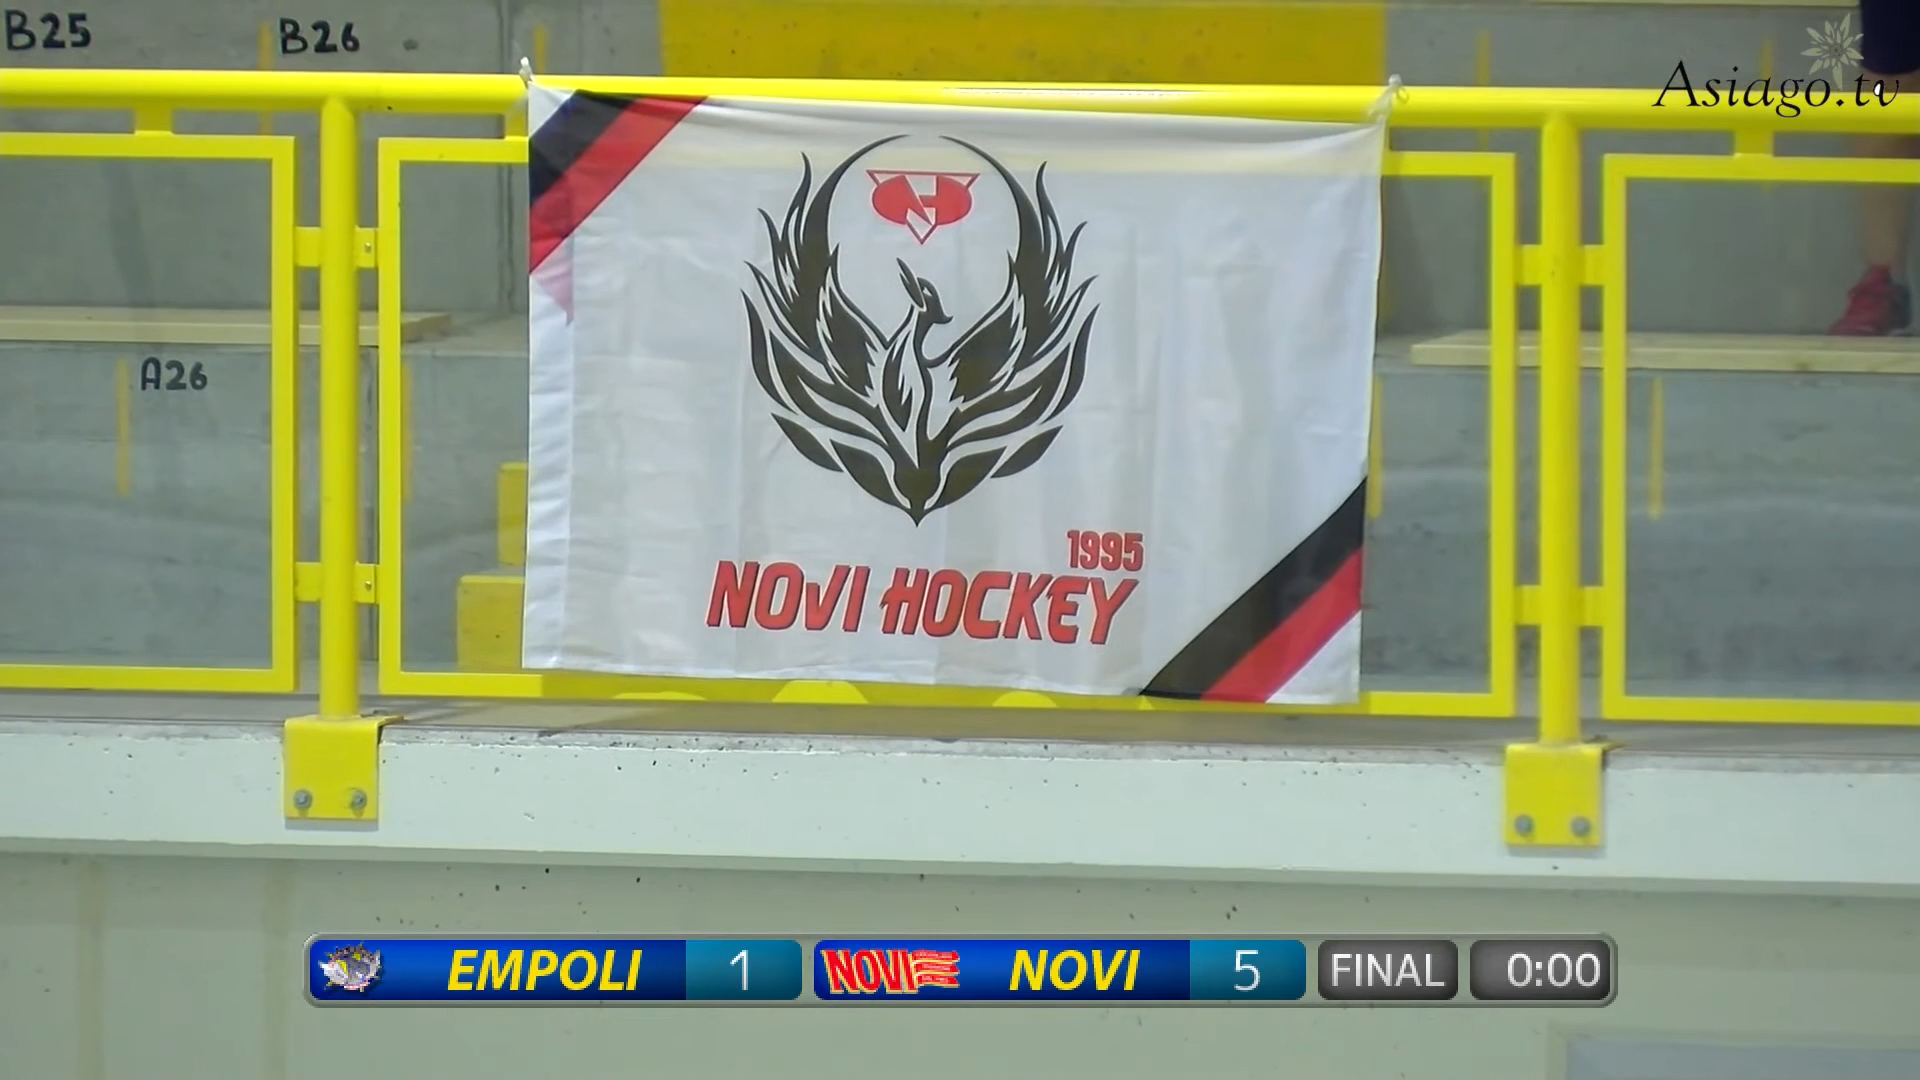 B25
B26
Asiago.tv
A26
1995
NOVI HOCKEY
EMPOLI 1 NOVI NOVI 5 FINAL 0:00